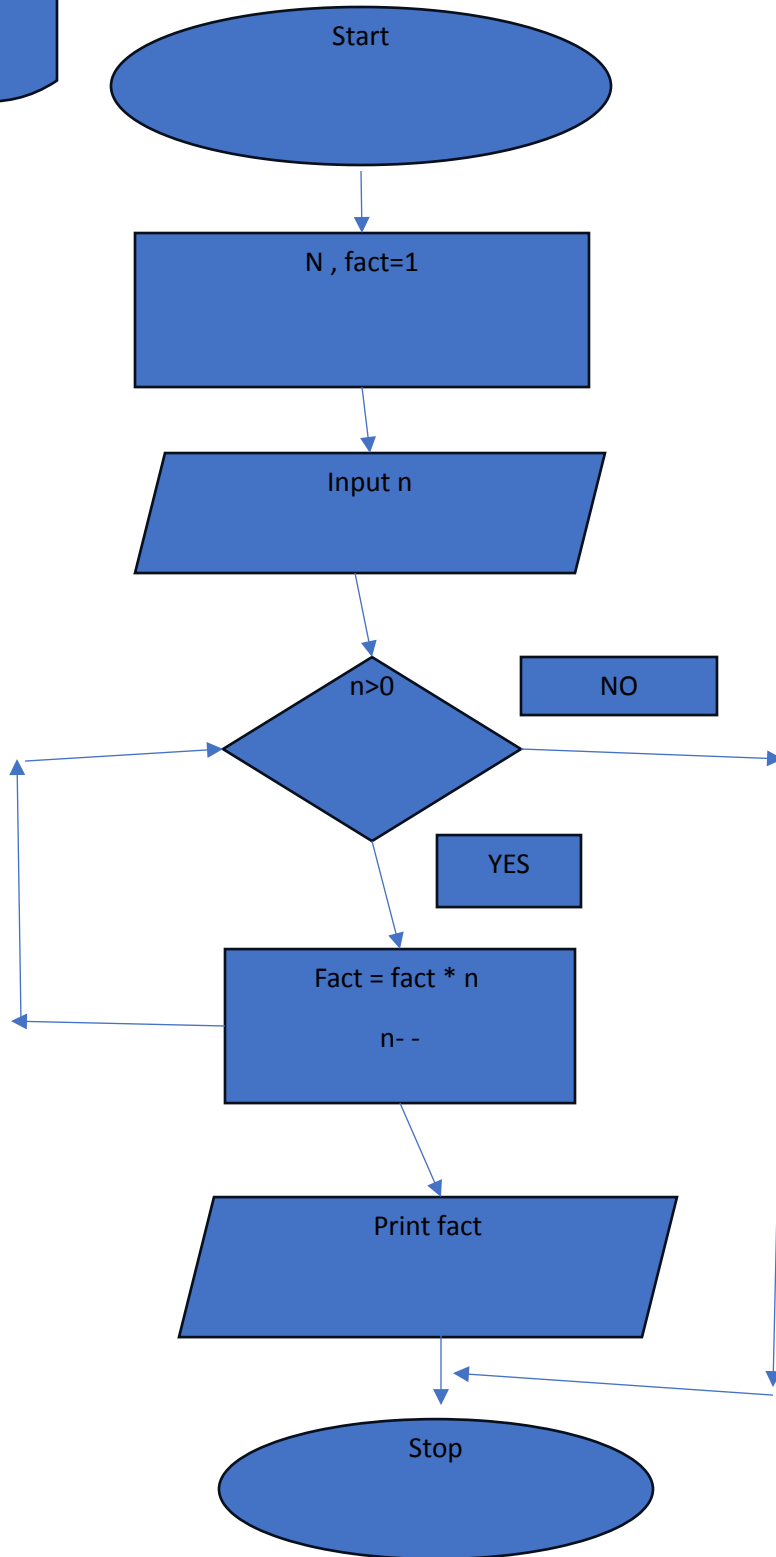 Start
N , fact=1
Input n
n>0
NO
YES
Fact = fact * n
n- -
Print fact
Stop